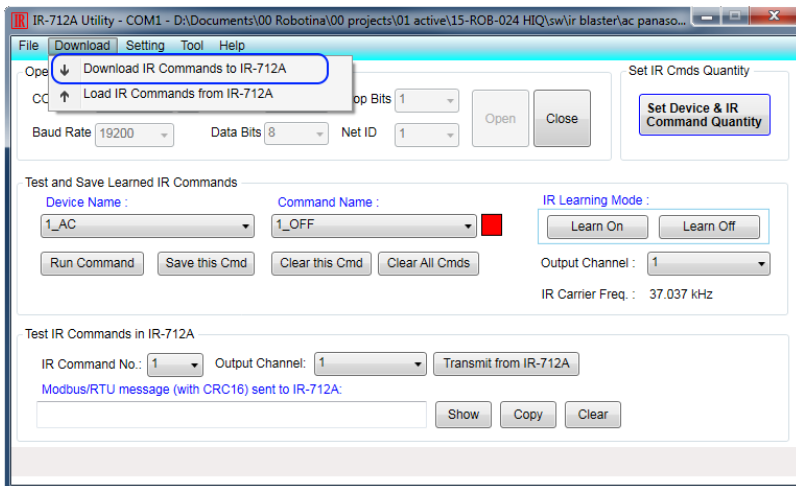 IR IR-712A Utility - COM1 - D:\Documents\00 Robotina\00 projects\01 active\15-ROB-024 HIQ\sw\ir blaster\ac panaso...
File Download Setting Tool Help
Download IR Commands to IR-712A
Load IR Commands from IR-712A
Set IR Cmds Quantity
Bits 1
Open
Close
Baud Rate 19200
Data Bits 8
Net ID 1
Set Device & IR
Command Quantity
Test and Save Learned IR Commands
Device Name :
Command Name :
IR Learning Mode :
1_AC
1_OFF
Learn On
Learn Off
Run Command
Save this Cmd
Clear this Cmd
Clear All Cmds
Output Channel : 1
IR Carrier Freq. : 37.037 kHz
Test IR Commands in IR-712A
IR Command No.: 1
Output Channel: 1
Transmit from IR-712A
Modbus/RTU message (with CRC16) sent to IR-712A:
Show
Copy
Clear